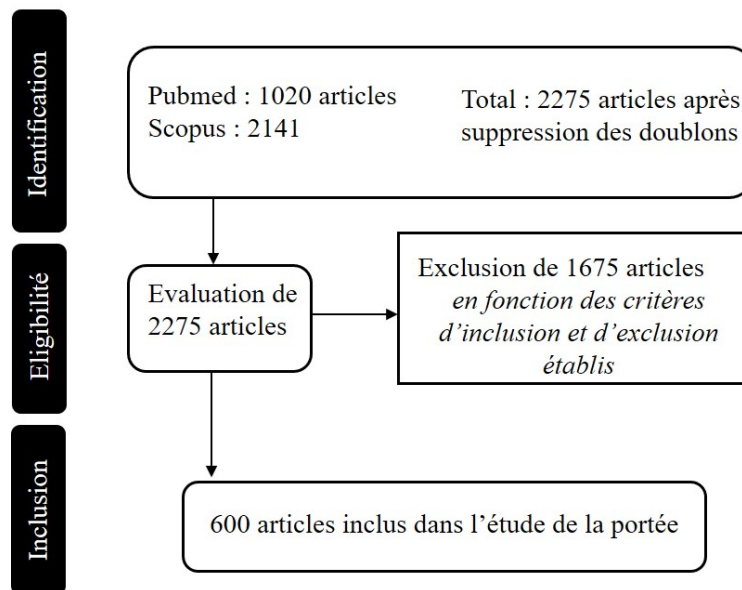 Identification
Pubmed : 1020 articles
Scopus : 2141
Total : 2275 articles après
suppression des doublons
Eligibilité
Evaluation de
2275 articles
Exclusion de 1675 articles
en fonction des critères
d’inclusion et d’exclusion
établis
Inclusion
600 articles inclus dans l’étude de la portée